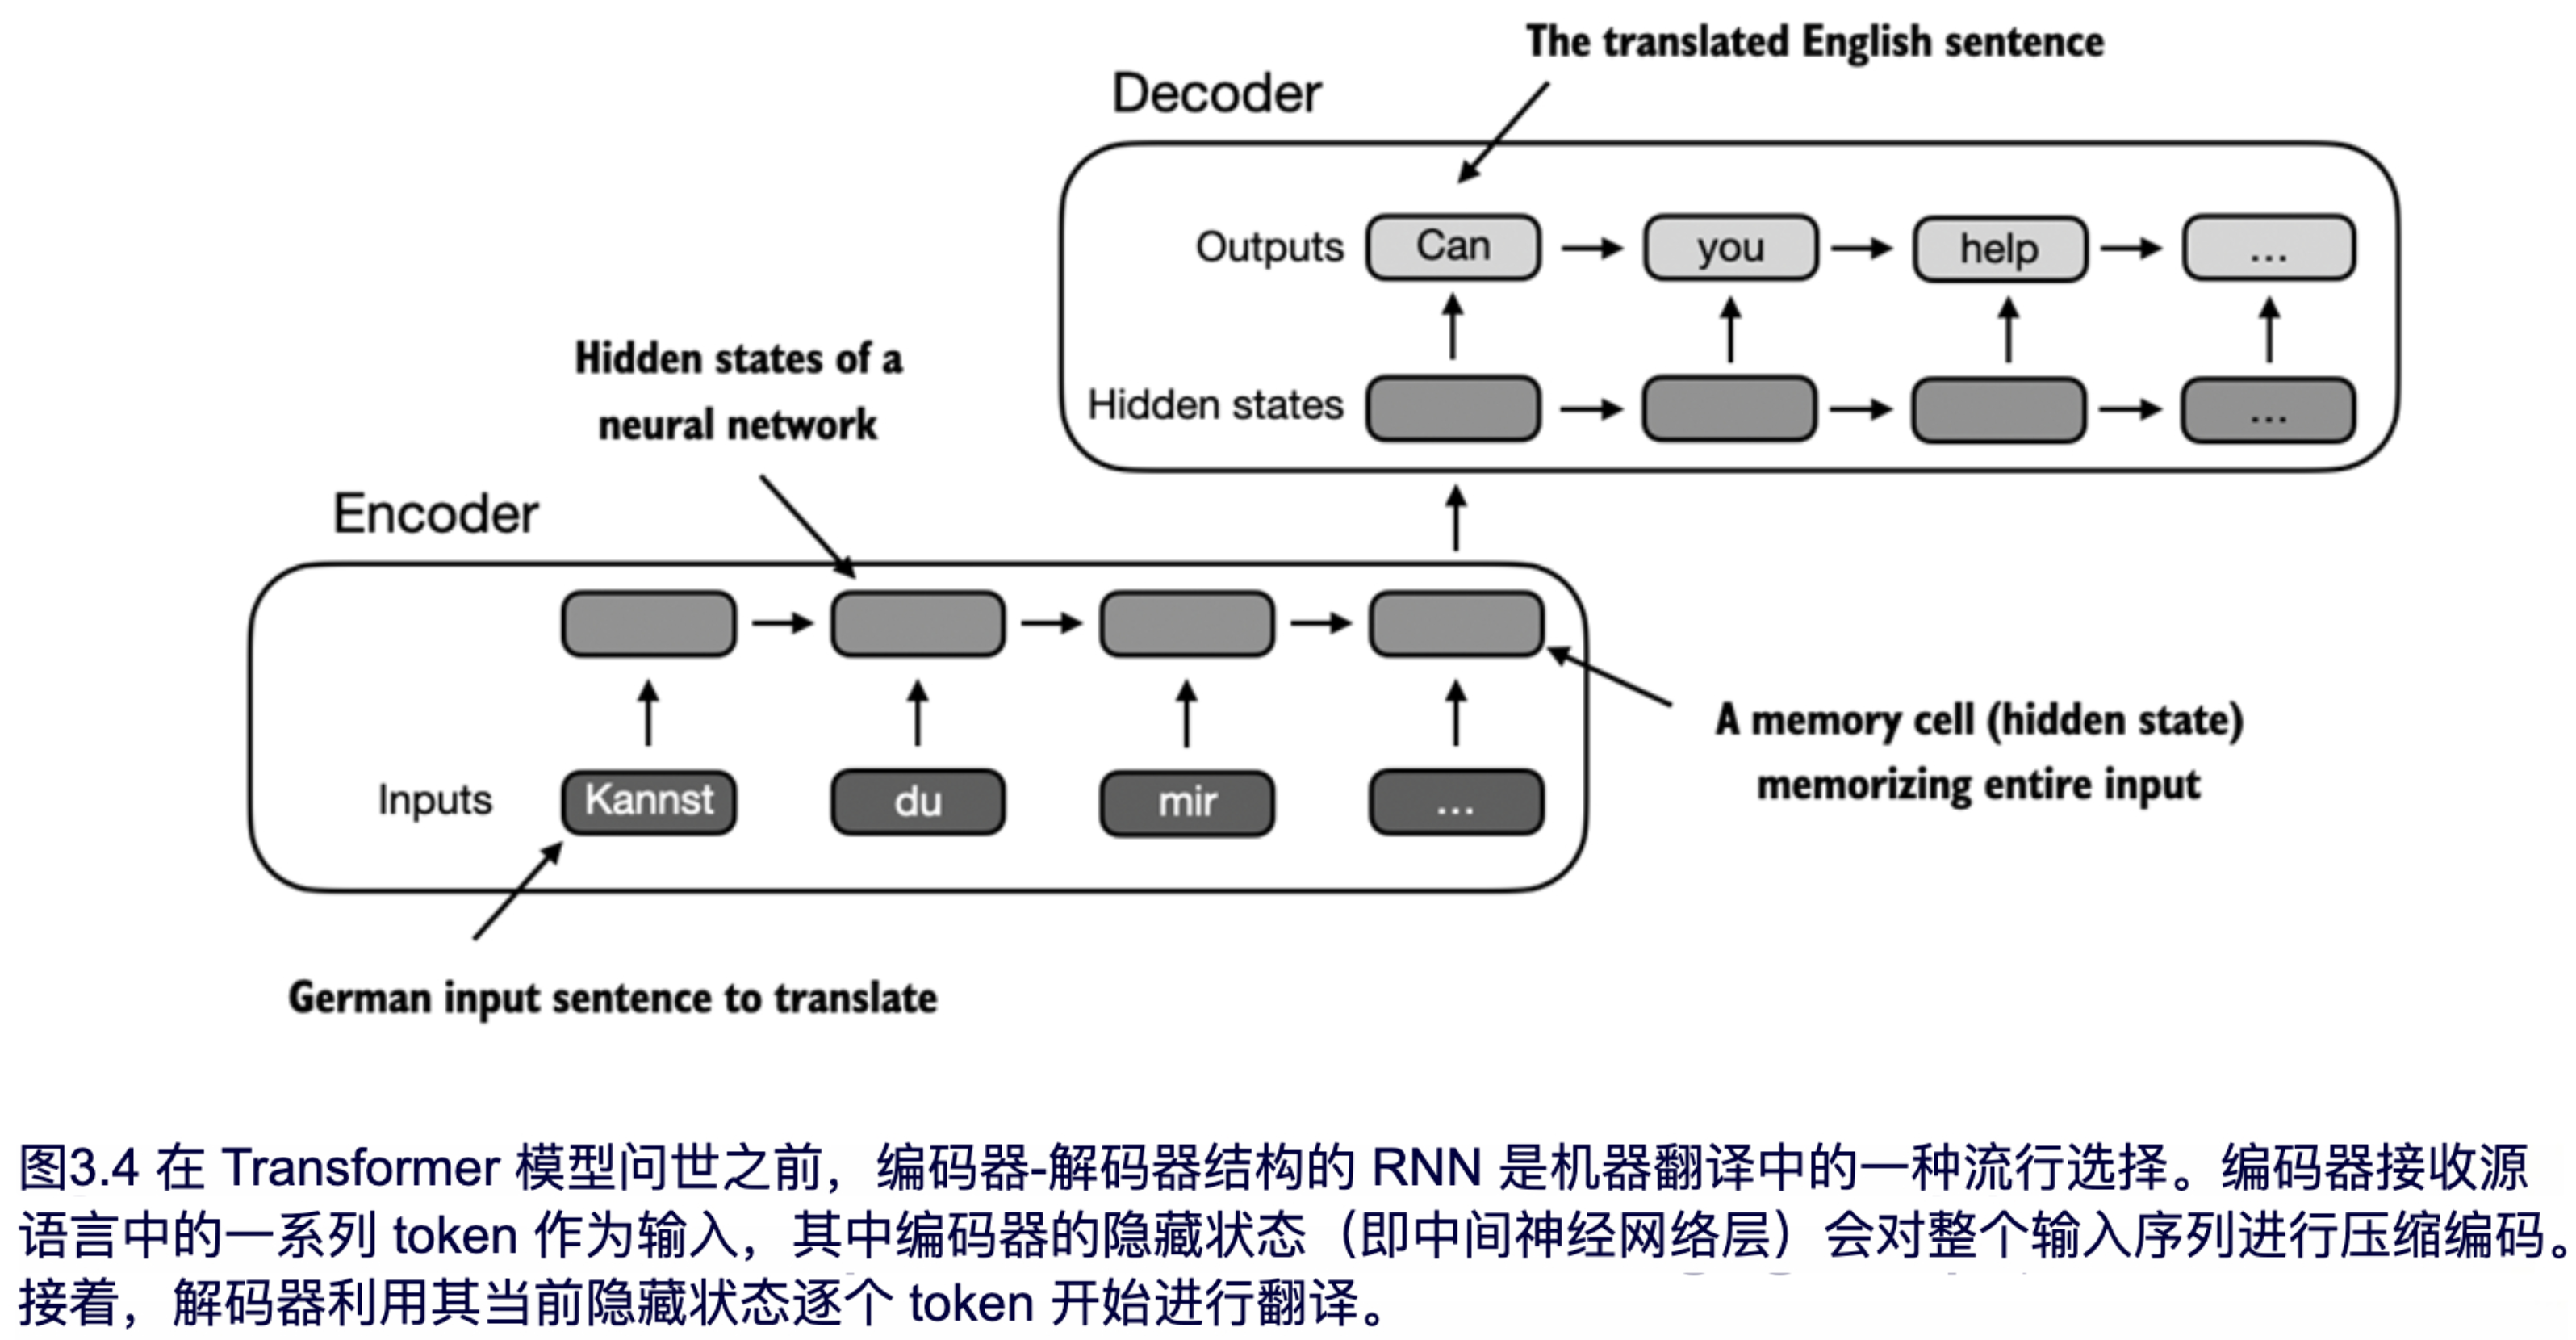 The translated English sentence
Decoder
Outputs Can you help ...
Hidden states ...
Hidden states of a
neural network
Encoder
A memory cell (hidden state)
memorizing entire input
Inputs Kannst du mir ...
German input sentence to translate
图3.4 在 Transformer 模型问世之前，编码器-解码器结构的 RNN 是机器翻译中的一种流行选择。编码器接收源
语言中的一系列 token 作为输入，其中编码器的隐藏状态（即中间神经网络层）会对整个输入序列进行压缩编码。
接着，解码器利用其当前隐藏状态逐个 token 开始进行翻译。